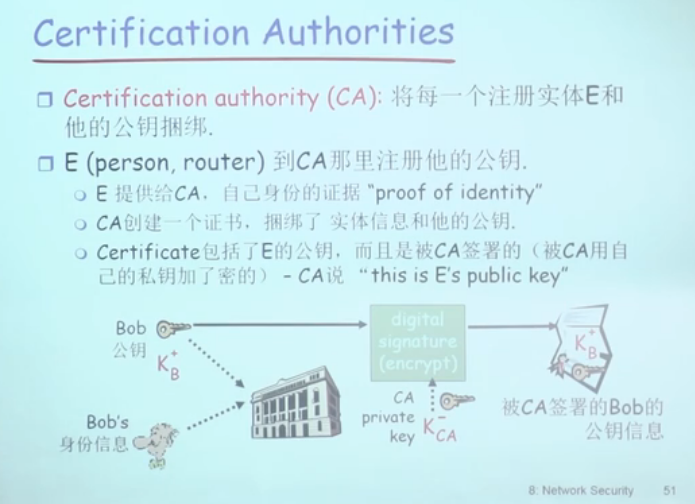 Certification Authorities
Certification authority (CA): 将每一个注册实体E和
他的公钥捆绑.
E (person, router) 到CA那里注册他的公钥.
E 提供给CA，自己身份的证据 “proof of identity”
CA创建一个证书，捆绑了 实体信息和他的公钥.
Certificate包括了E的公钥，而且是被CA签署的（被CA用自
己的私钥加了密的） - CA说 “this is E's public key”
Bob
公钥
K+B
digital
signature
(encrypt)
K+B
Bob's
身份信息
CA
private
key
K-CA
被CA签署的Bob的
公钥信息
8: Network Security 51